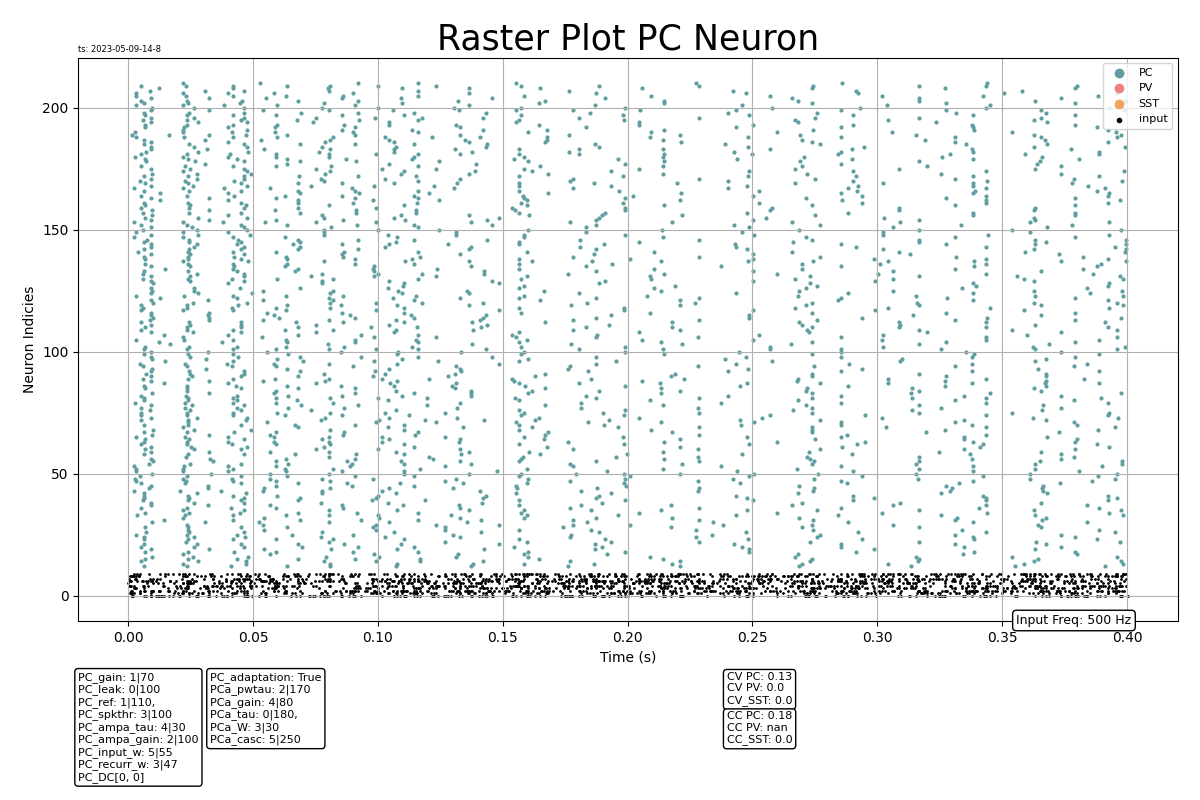 Raster Plot PC Neuron
ts: 2023-05-09-14-8
PC
PV
SST
input
200
150
100
50
0
Neuron Indicies
0.00 0.05 0.10 0.15 0.20 0.25 0.30 0.35 0.40
Input Freq: 500 Hz
Time (s)
PC_gain: 1|70
PC_leak: 0|100
PC_ref: 1|110,
PC_spkthr: 3|100
PC_ampa_tau: 4|30
PC_ampa_gain: 2|100
PC_input_w: 5|55
PC_recurr_w: 3|47
PC_DC[0, 0]
PC_adaptation: True
PCa_pwtau: 2|170
PCa_gain: 4|80
PCa_tau: 0|180,
PCa_W: 3|30
PCa_casc: 5|250
CV PC: 0.13
CV PV: 0.0
CV_SST: 0.0
CC PC: 0.18
CC PV: nan
CC_SST: 0.0